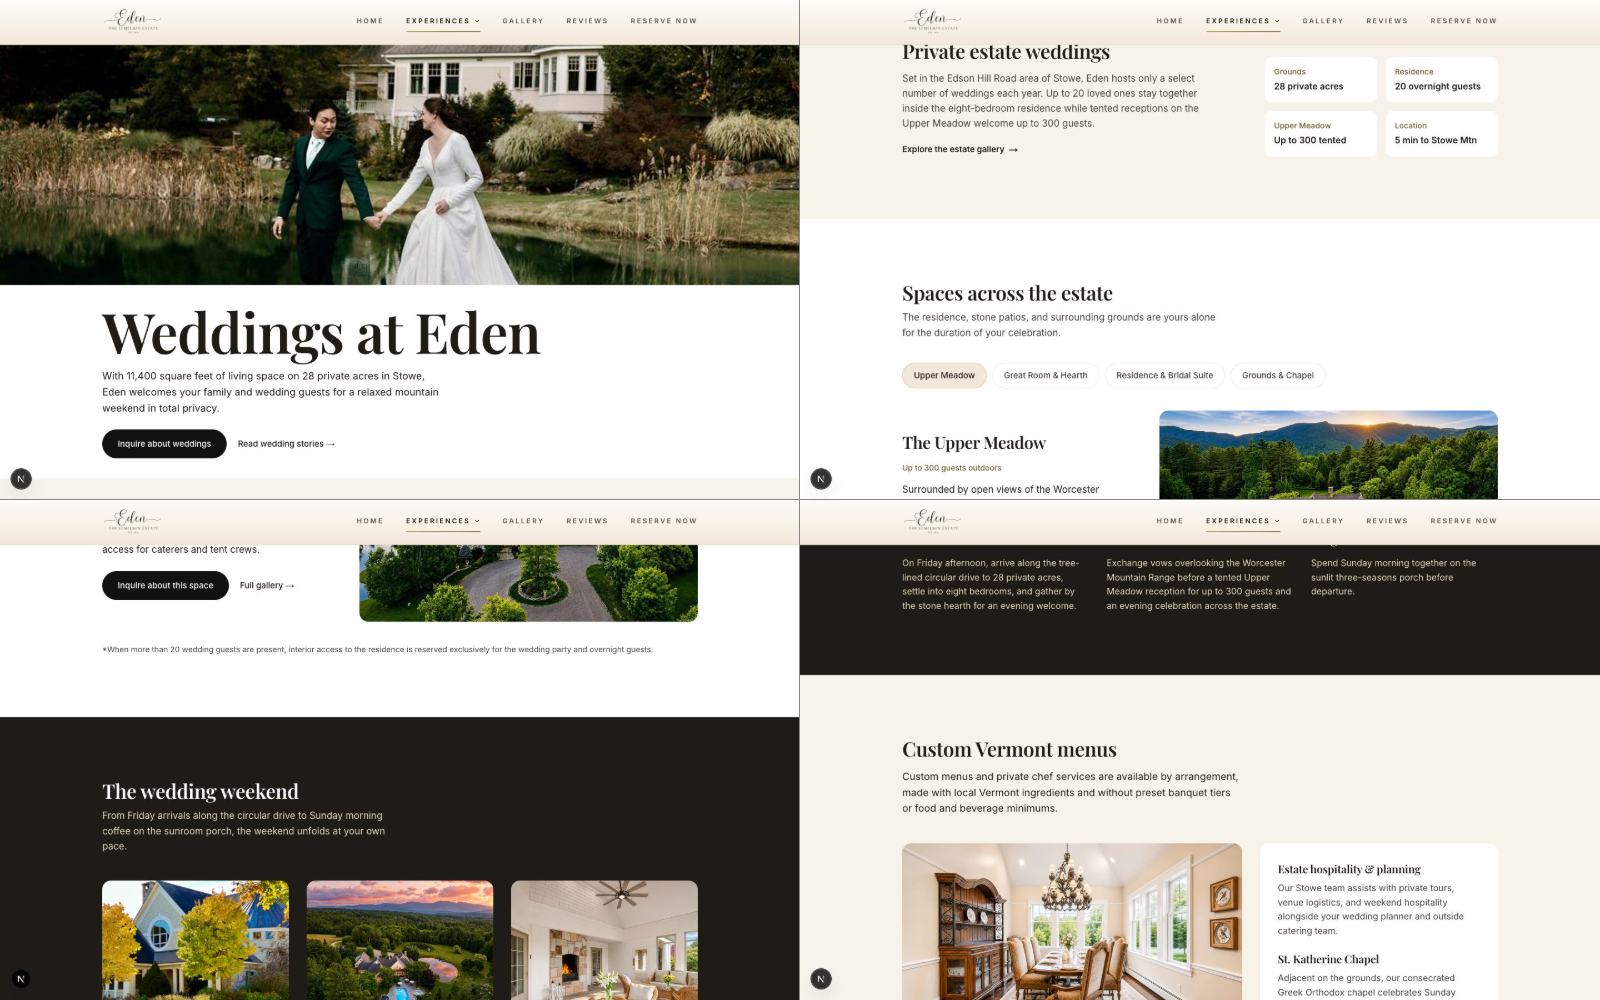 Eden
HOME
EXPERIENCES
GALLERY
REVIEWS
RESERVE NOW
Weddings at Eden
With 11,400 square feet of living space on 28 private acres in Stowe,
Eden welcomes your family and wedding guests for a relaxed mountain
weekend in total privacy.
Inquire about weddings
Read wedding stories →
N
Eden
HOME
EXPERIENCES
GALLERY
REVIEWS
RESERVE NOW
Private estate weddings
Set in the Edson Hill Road area of Stowe, Eden hosts only a select
number of weddings each year. Up to 20 loved ones stay together
inside the eight-bedroom residence while tented receptions on the
Upper Meadow welcome up to 300 guests.
Explore the estate gallery →
Grounds
28 private acres
Residence
20 overnight guests
Upper Meadow
Up to 300 tented
Location
5 min to Stowe Mtn
Spaces across the estate
The residence, stone patios, and surrounding grounds are yours alone
for the duration of your celebration.
Upper Meadow
Great Room & Hearth
Residence & Bridal Suite
Grounds & Chapel
The Upper Meadow
Up to 300 guests outdoors
Surrounded by open views of the Worcester
N
Eden
HOME
EXPERIENCES
GALLERY
REVIEWS
RESERVE NOW
access for caterers and tent crews.
Inquire about this space
Full gallery →
*When more than 20 wedding guests are present, interior access to the residence is reserved exclusively for the wedding party and overnight guests.
The wedding weekend
From Friday arrivals along the circular drive to Sunday morning
coffee on the sunroom porch, the weekend unfolds at your own
pace.
N
Eden
HOME
EXPERIENCES
GALLERY
REVIEWS
RESERVE NOW
On Friday afternoon, arrive along the tree-
lined circular drive to 28 private acres,
settle into eight bedrooms, and gather by
the stone hearth for an evening welcome.
Exchange vows overlooking the Worcester
Mountain Range before a tented Upper
Meadow reception for up to 300 guests and
an evening celebration across the estate.
Spend Sunday morning together on the
sunlit three-seasons porch before
departure.
Custom Vermont menus
Custom menus and private chef services are available by arrangement,
made with local Vermont ingredients and without preset banquet tiers
or food and beverage minimums.
Estate hospitality & planning
Our Stowe team assists with private tours,
venue logistics, and weekend hospitality
alongside your wedding planner and outside
catering team.
St. Katherine Chapel
Adjacent on the grounds, our consecrated
Greek Orthodox chapel celebrates Sunday
N